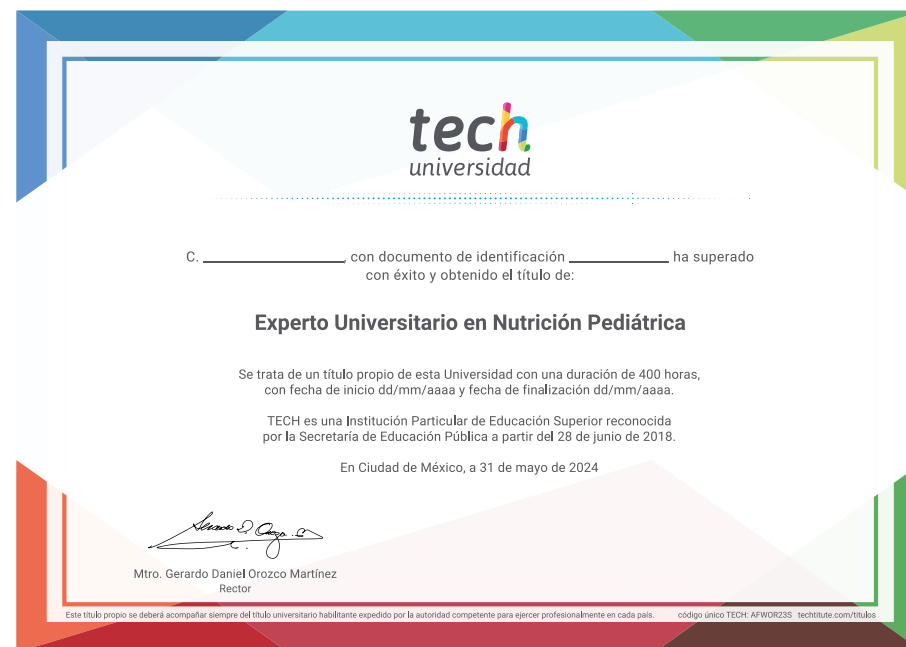 tech
universidad
C. ____________, con documento de identificación ____________ ha superado
con éxito y obtenido el título de:
Experto Universitario en Nutrición Pediátrica
Se trata de un título propio de esta Universidad con una duración de 400 horas,
con fecha de inicio dd/mm/aaaa y fecha de finalización dd/mm/aaaa.
TECH es una Institución Particular de Educación Superior reconocida
por la Secretaría de Educación Pública a partir del 28 de junio de 2018.
En Ciudad de México, a 31 de mayo de 2024
Mtro. Gerardo Daniel Orozco Martínez
Rector
Este título propio se deberá acompañar siempre del título universitario habilitante expedido por la autoridad competente para ejercer profesionalmente en cada país. código único TECH: AFWOR23S techtitute.com/titulos